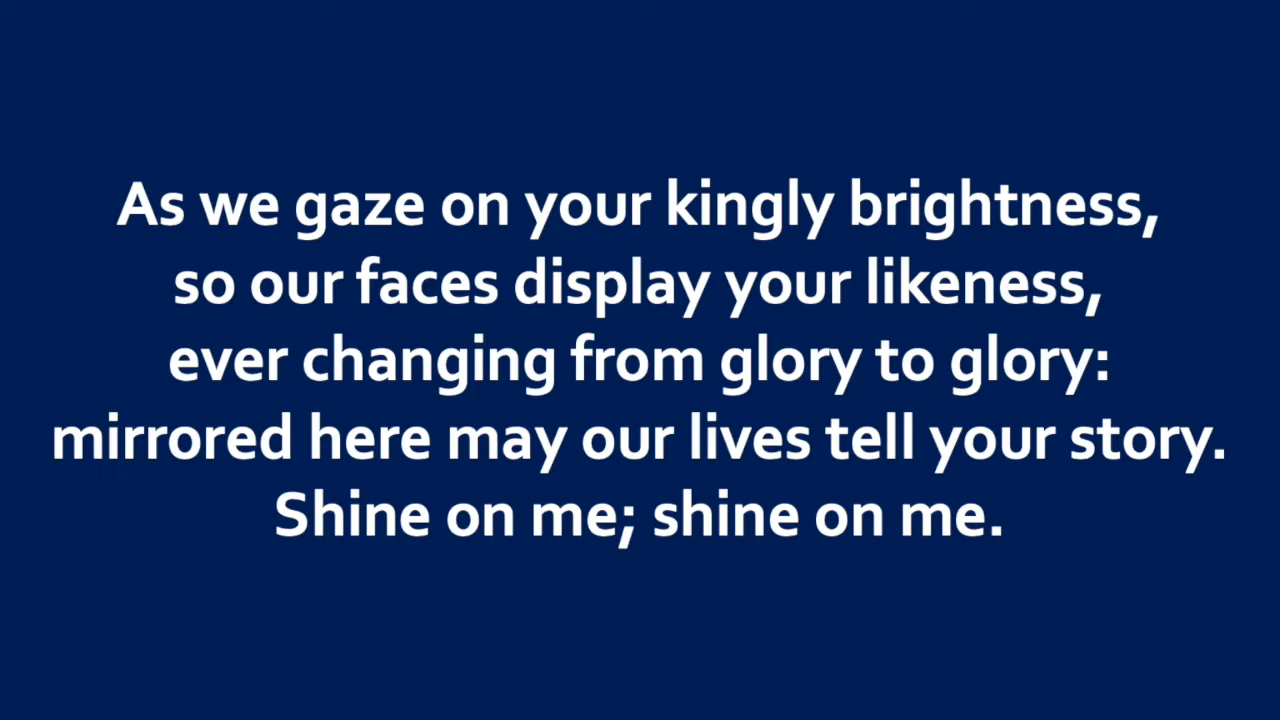 As we gaze on your kingly brightness,
so our faces display your likeness,
ever changing from glory to glory:
mirrored here may our lives tell your story.
Shine on me; shine on me.